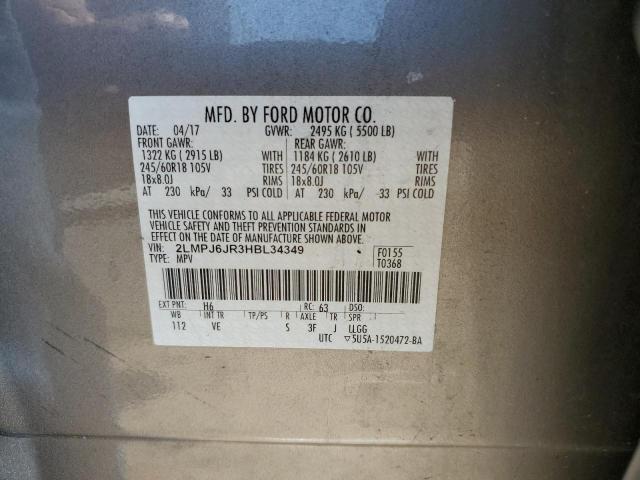 MFD. BY FORD MOTOR CO.
DATE: 04/17 GVWR: 2495 KG ( 5500 LB)
FRONT GAWR: REAR GAWR:
1322 KG ( 2915 LB) WITH 1184 KG ( 2610 LB) WITH
245/60R18 105V TIRES 245/60R18 105V TIRES
18x8.0J RIMS 18x8.0J RIMS
AT 230 kPa/ 33 PSI COLD AT 230 kPa/ 33 PSI COLD
THIS VEHICLE CONFORMS TO ALL APPLICABLE FEDERAL MOTOR
VEHICLE SAFETY AND BUMPER AND THEFT PREVENTION STANDARDS IN
EFFECT ON THE DATE OF MANUFACTURE SHOWN ABOVE.
VIN: 2LMPJ6JR3HBL34349 F0155
TYPE: MPV T0368
EXT PNT: H6 RC: 63 DSO:
WB INT TR TP/PS R AXLE TR SPR
112 VE S 3F J LLGG
UTC ▽5U5A-1520472-BA